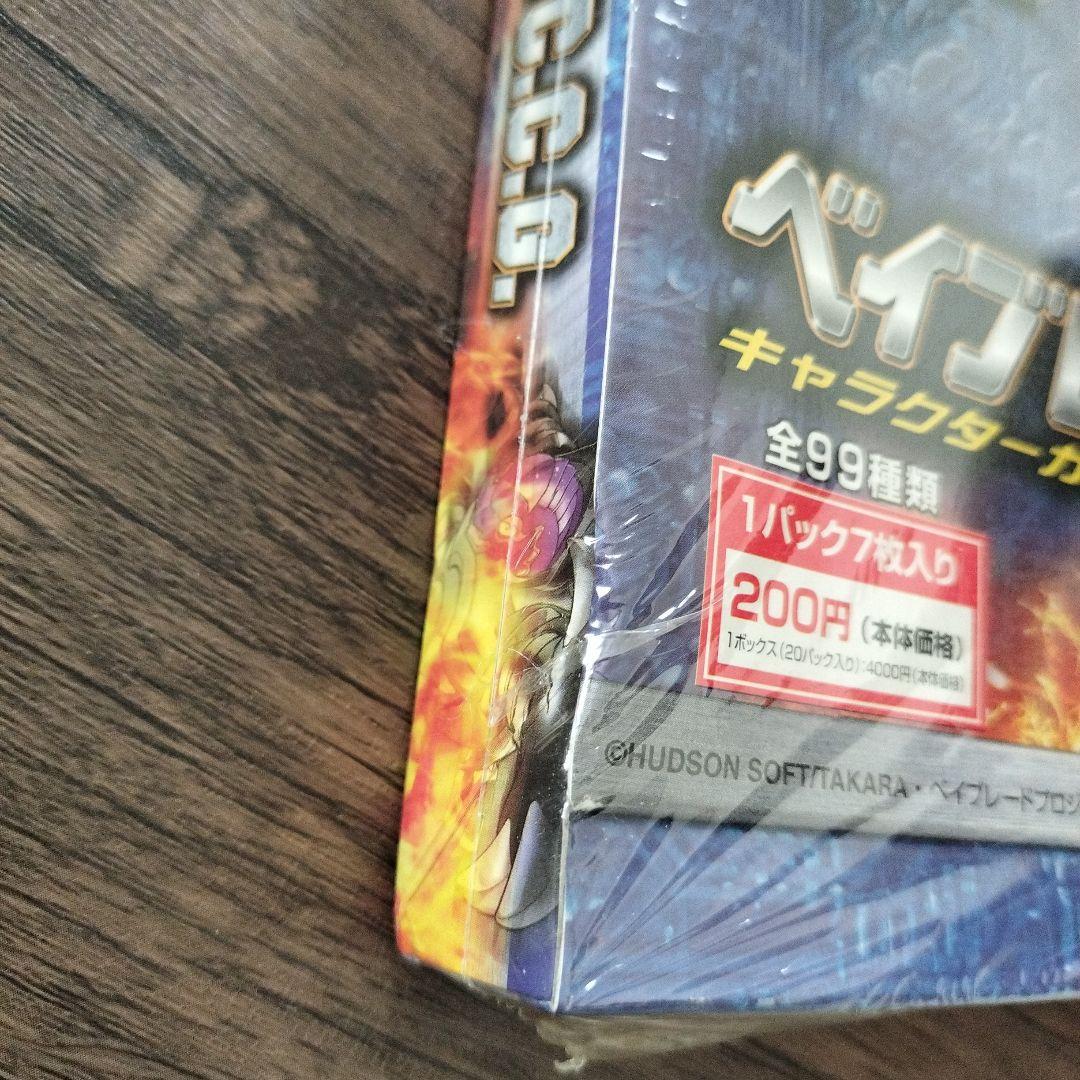 C.C.G.
ベイブ
キャラクターカ
全99種類
1パック7枚入り
200円(本体価格)
1ボックス(20パック入り):4000円(本体価格)
©HUDSON SOFT/TAKARA・ベイブレードプロジ